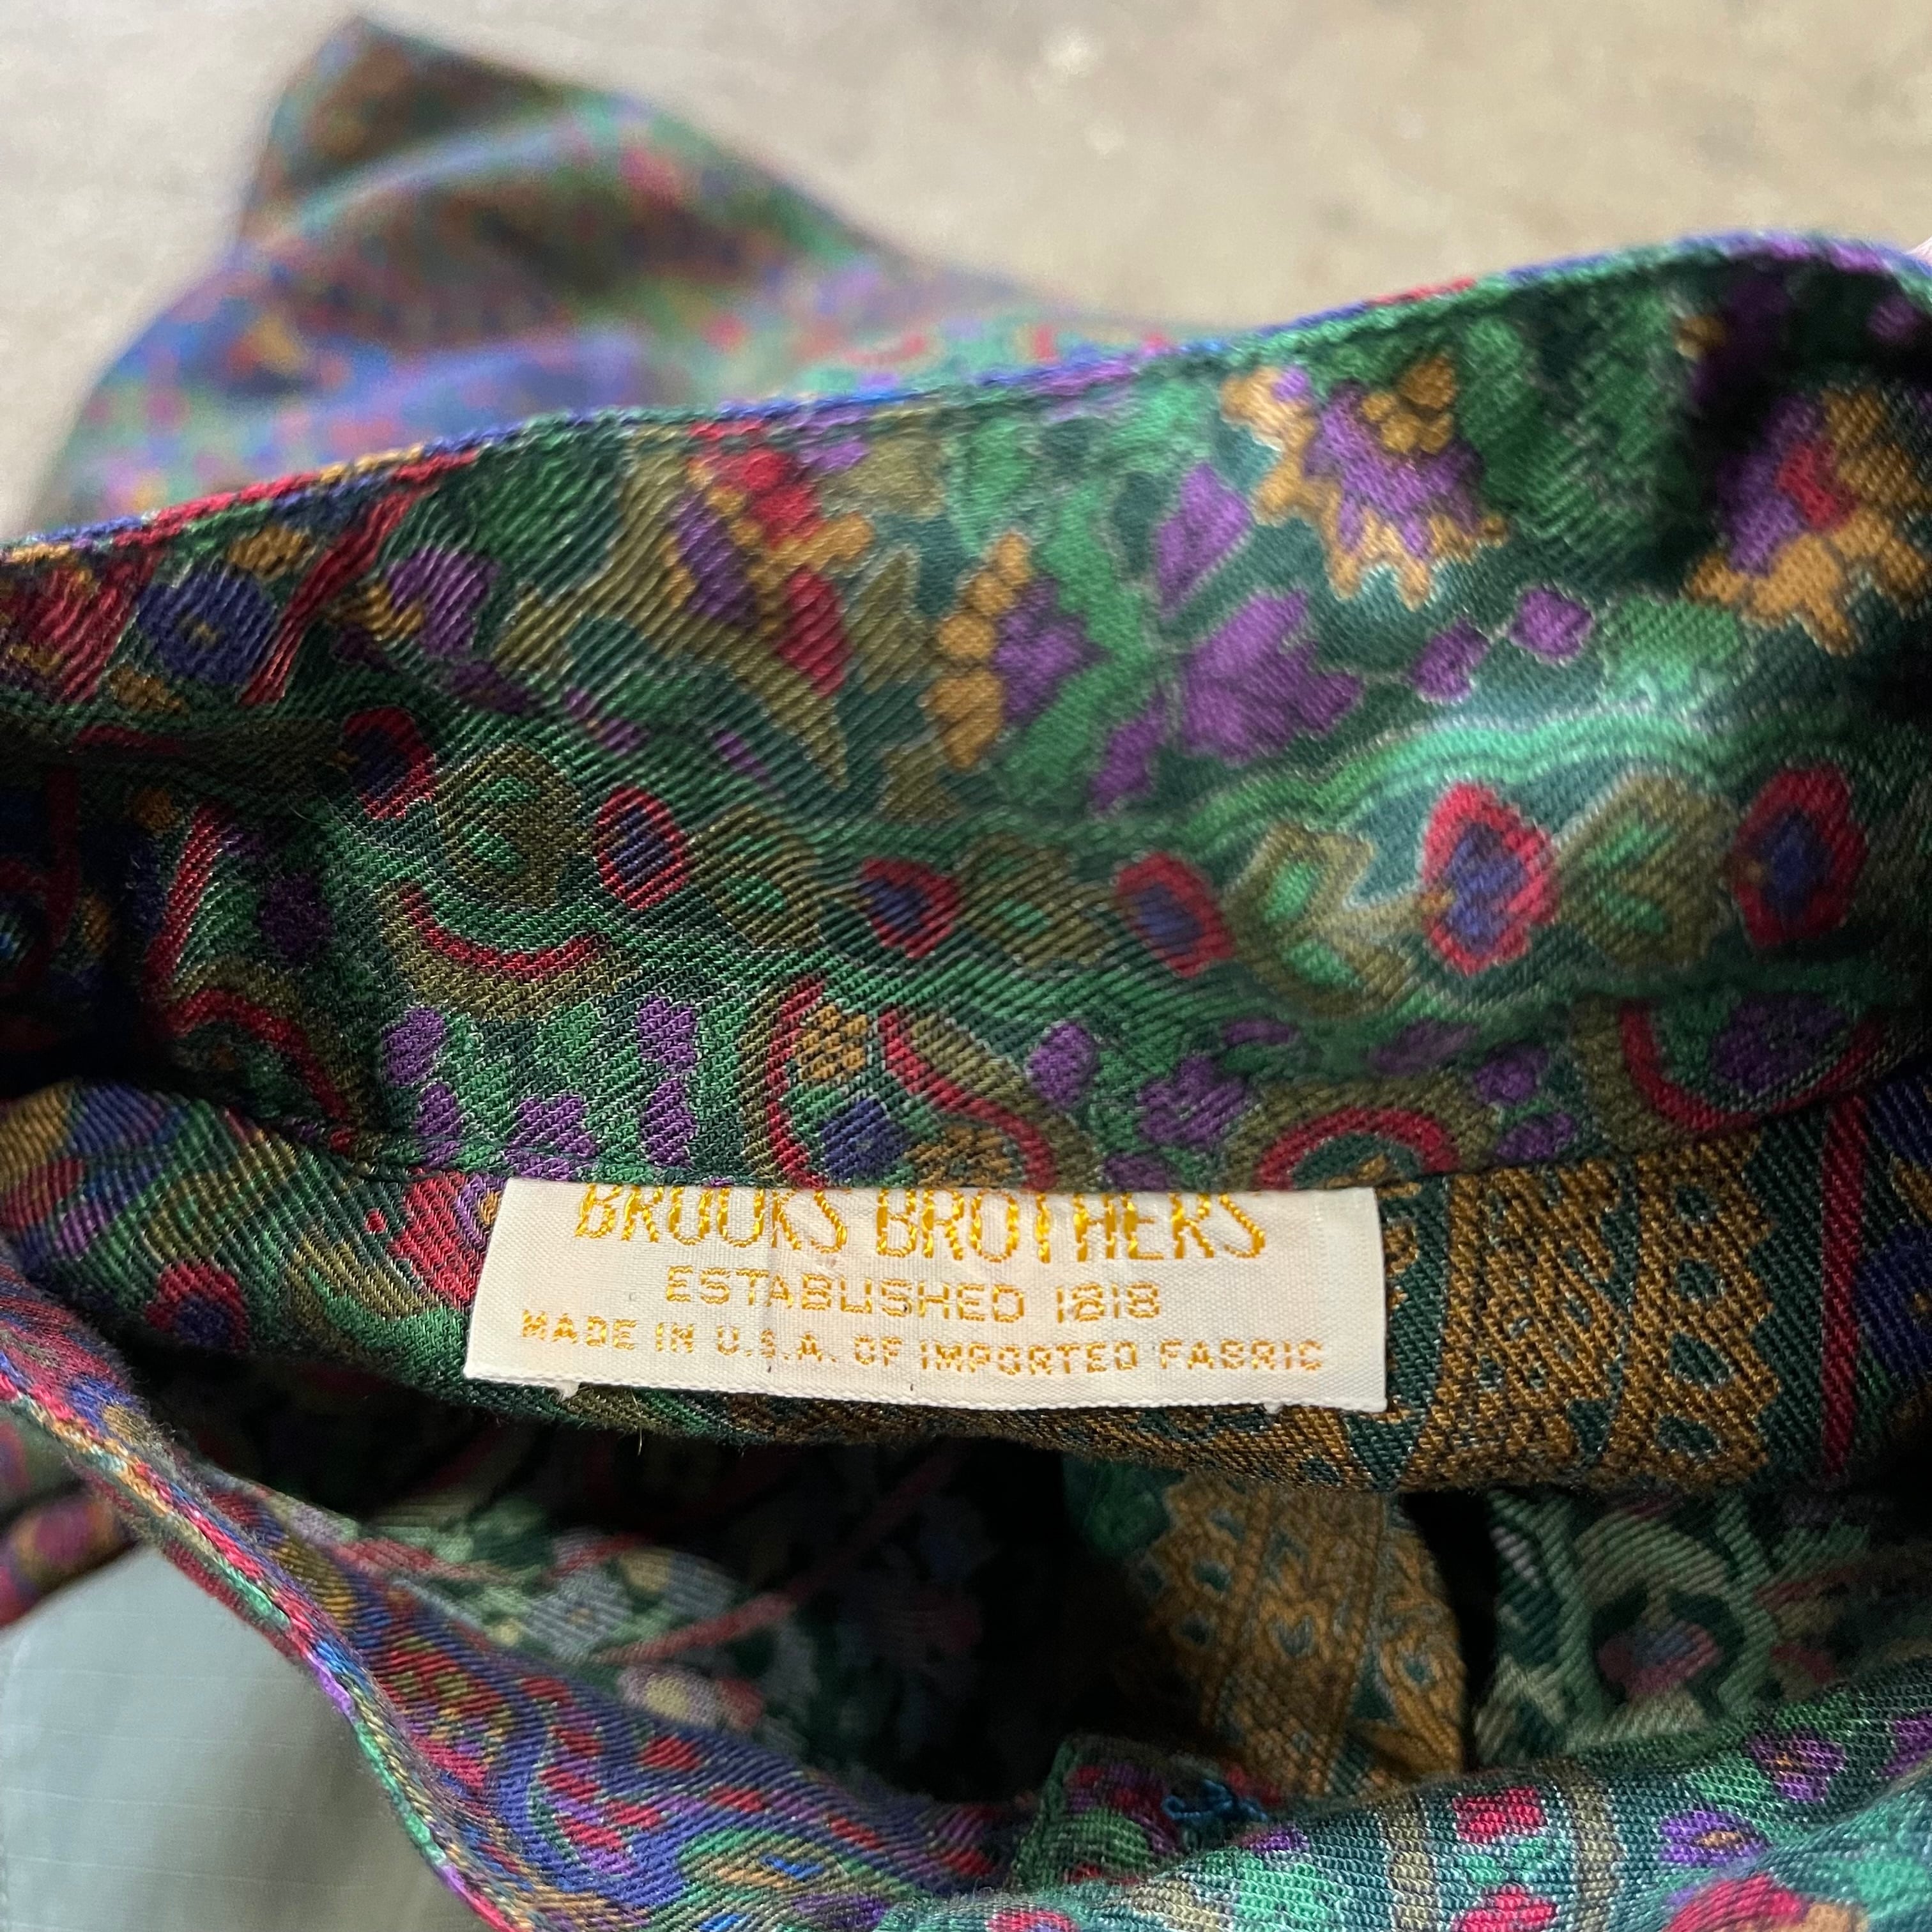 BROOKS BROTHERS
ESTABLISHED 1818
MADE IN U.S.A. OF IMPORTED FABRIC